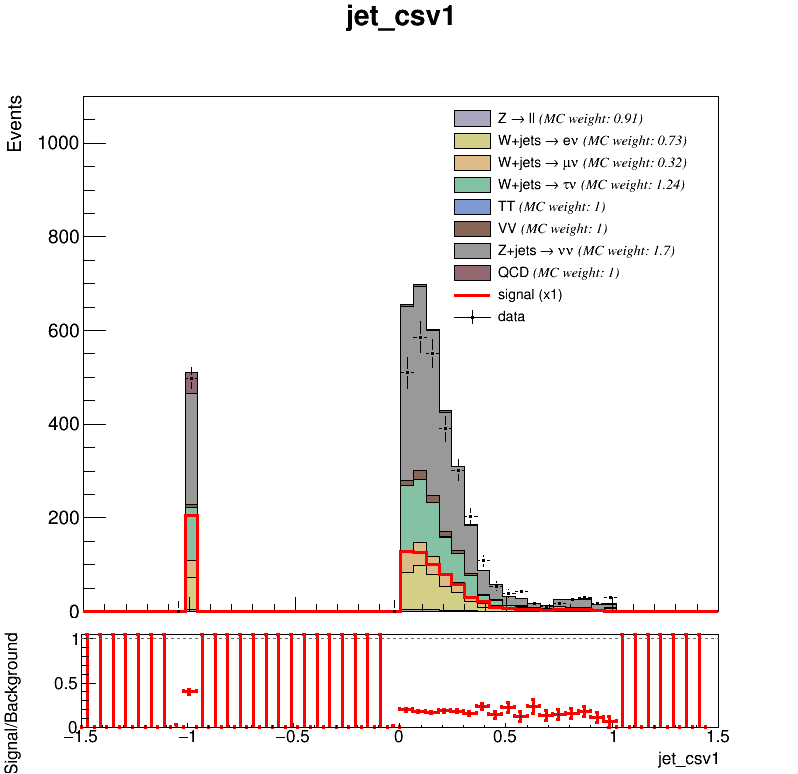 jet_csv1
Events
1000
800
600
400
200
0
Z → ll (MC weight: 0.91)
W+jets → eν (MC weight: 0.73)
W+jets → μν (MC weight: 0.32)
W+jets → τν (MC weight: 1.24)
TT (MC weight: 1)
VV (MC weight: 1)
Z+jets → νν (MC weight: 1.7)
QCD (MC weight: 1)
signal (x1)
data
Signal/Background
1
0.5
0
−1.5 −1 −0.5 0 0.5 1 1.5
jet_csv1